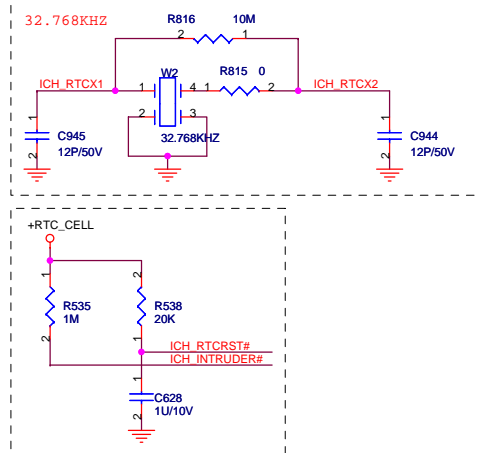 32.768KHZ
R816 10M
2 1
W2
R815 0
ICH_RTCX1 1 4 1 2 ICH_RTCX2
2 3
1 1
C945 32.768KHZ C944
12P/50V 12P/50V
2 2
+RTC_CELL
1 2
R535 R538
1M 20K
2 1
ICH_RTCRST#
ICH_INTRUDER#
1
C628
1U/10V
2